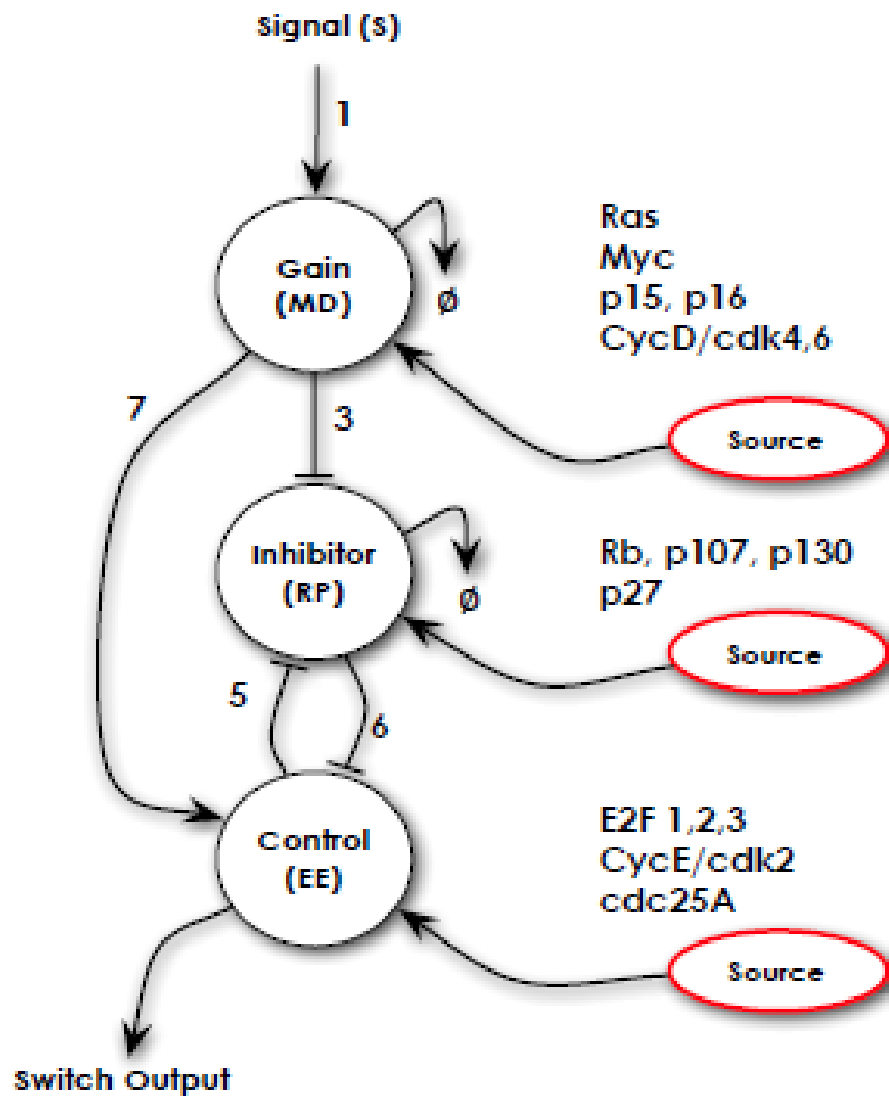 Signal (S)
1
Gain
(MD)
Ø
Ras
Myc
p15, p16
CycD/cdk4,6
7
3
Source
Inhibitor
(RP)
Ø
Rb, p107, p130
p27
Source
5
6
Control
(EE)
E2F 1,2,3
CycE/cdk2
cdc25A
Source
Switch Output